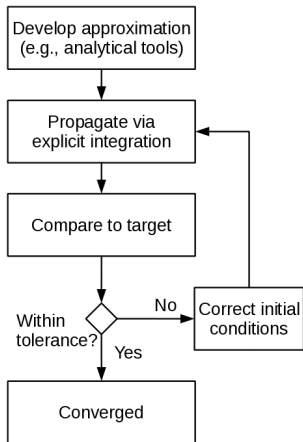 Develop approximation
(e.g., analytical tools)
Propagate via
explicit integration
Compare to target
Within
tolerance?
No
Yes
Correct initial
conditions
Converged